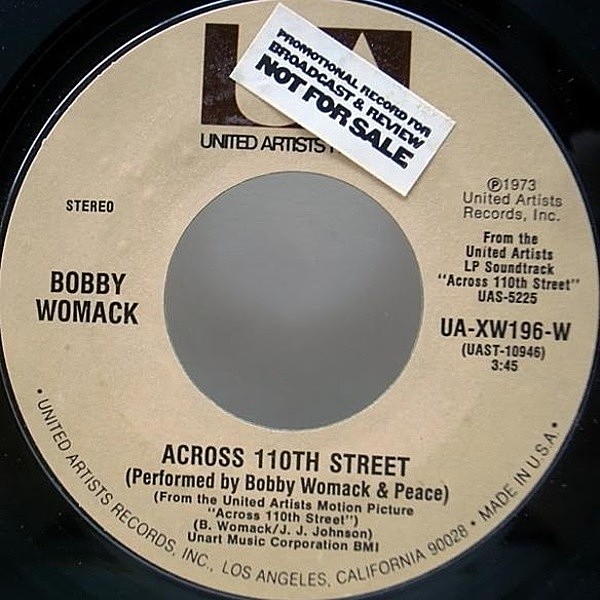 PROMOTIONAL RECORD FOR
BROADCAST & REVIEW
NOT FOR SALE
UA
UNITED ARTISTS
STEREO
℗1973
United Artists
Records, Inc.
From the
United Artists
LP Soundtrack
"Across 110th Street"
UAS-5225
BOBBY
WOMACK
UA-XW196-W
(UAST-10946)
3:45
ACROSS 110TH STREET
(Performed by Bobby Womack & Peace)
(From the United Artists Motion Picture
"Across 110th Street")
(B. Womack/J. J. Johnson)
Unart Music Corporation BMI
• UNITED ARTISTS RECORDS, INC., LOS ANGELES, CALIFORNIA 90028 • MADE IN U.S.A. •